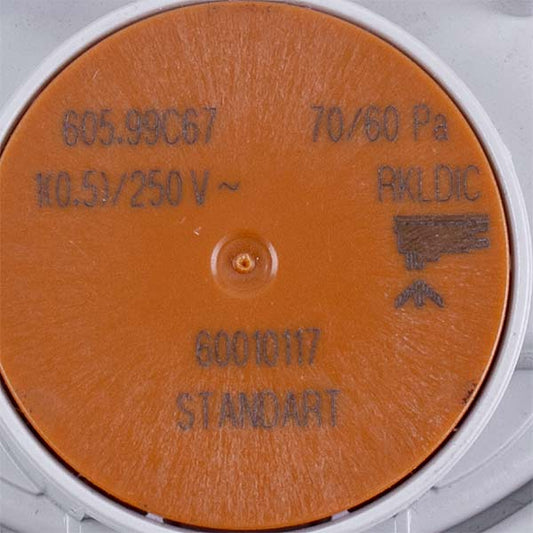 605.99C67 70/60 Pa
1(0.5)/250 V ~ RKLDIC
60010117
STANDART